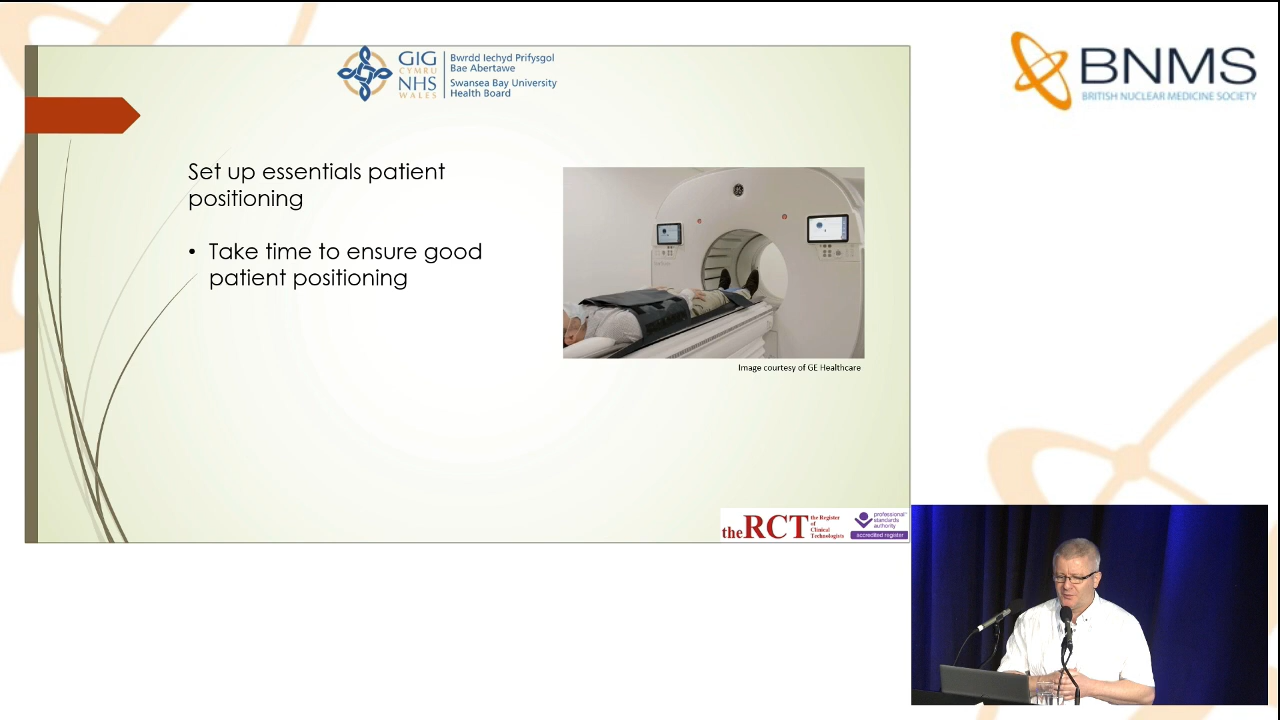 GIG
CYMRU
NHS
WALES
Bwrdd Iechyd Prifysgol
Bae Abertawe
Swansea Bay University
Health Board
BNMS
BRITISH NUCLEAR MEDICINE SOCIETY
Set up essentials patient
positioning
• Take time to ensure good
patient positioning
Image courtesy of GE Healthcare
theRCT
the Register
of
Clinical
Technologists
professional
standards
authority
accredited register